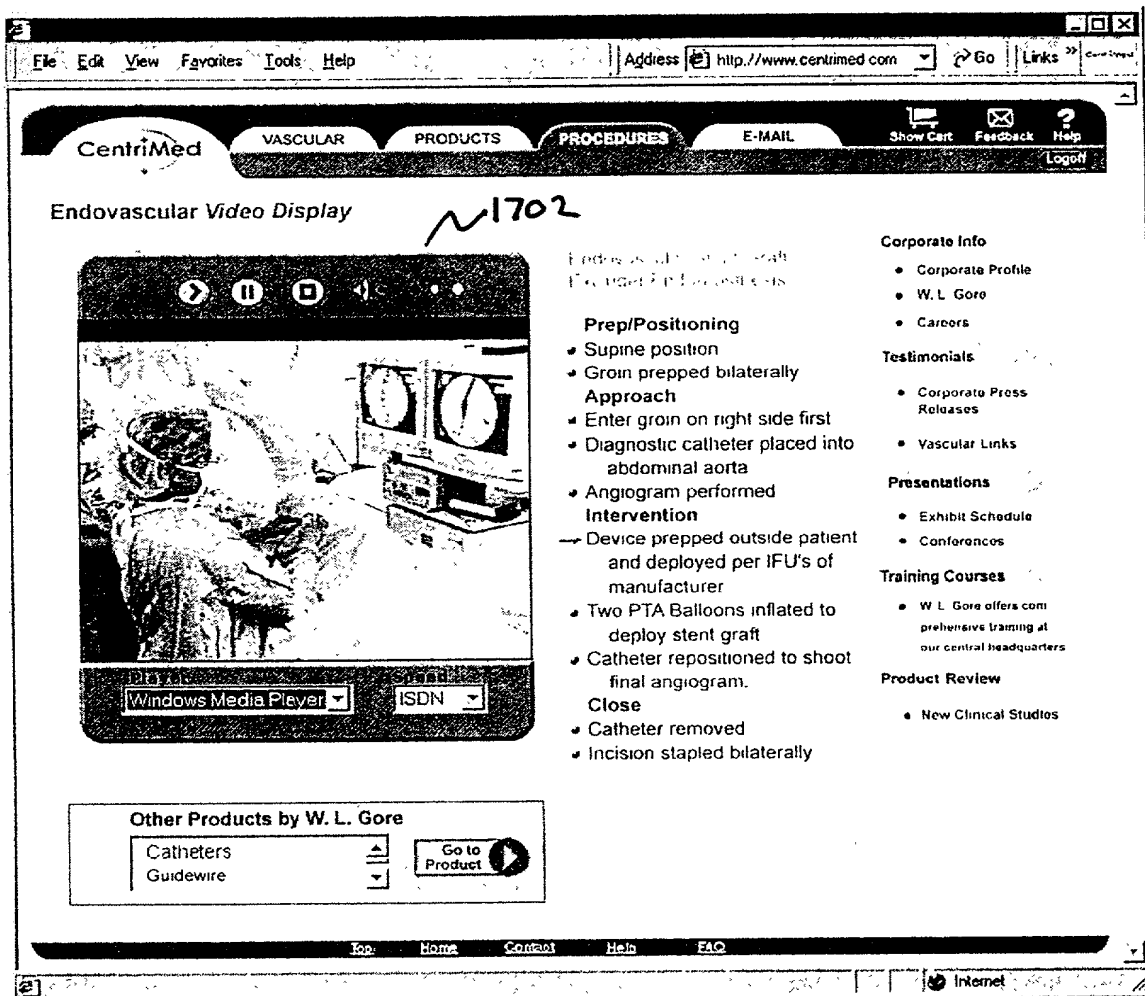 File Edit View Favorites Tools Help
Address http.//www.centrimed com Go Links »
CentriMed
VASCULAR
PRODUCTS
PROCEDURES
E-MAIL
Show Cart Feedback Help
Logoff
Endovascular Video Display
1702
Prep/Positioning
Supine position
Groin prepped bilaterally
Approach
Enter groin on right side first
Diagnostic catheter placed into
abdominal aorta
Angiogram performed
Intervention
Device prepped outside patient
and deployed per IFU's of
manufacturer
Two PTA Balloons inflated to
deploy stent graft
Catheter repositioned to shoot
final angiogram.
Close
Catheter removed
Incision stapled bilaterally
Corporate Info
Corporate Profile
W. L Gore
Careers
Testimonials
Corporate Press
Releases
Vascular Links
Presentations
Exhibit Schedule
Conferences
Training Courses
W L Gore offers com
prehensive training at
our central headquarters
Product Review
New Clinical Studies
Player
Speed
Windows Media Player
ISDN
Other Products by W. L. Gore
Catheters
Guidewire
Go to
Product
Top Home Contact Help FAQ
Internet